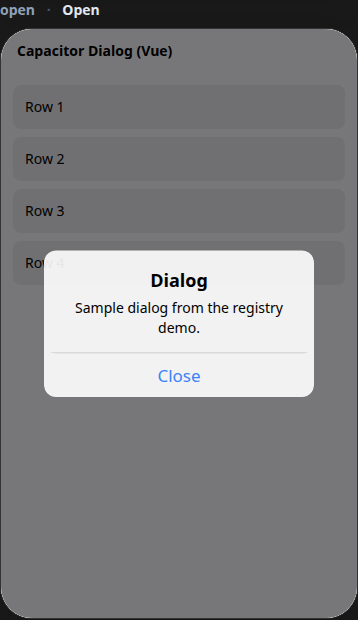 open · Open
Capacitor Dialog (Vue)
Row 1
Row 2
Row 3
Row 4
Dialog
Sample dialog from the registry
demo.
Close